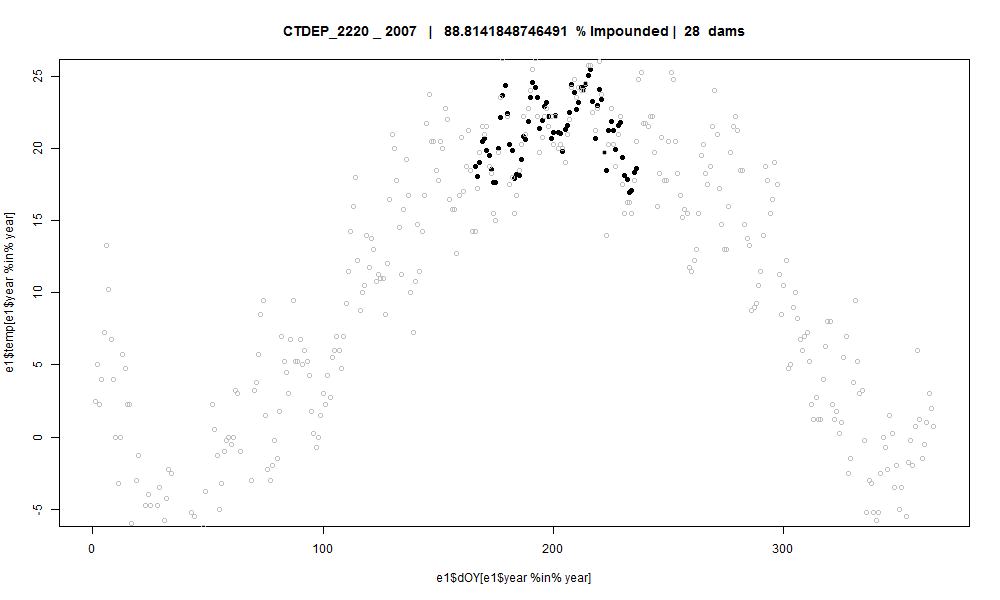 CTDEP_2220 _ 2007 | 88.8141848746491 % Impounded | 28 dams
e1$temp[e1$year %in% year]
25
20
15
10
5
0
-5
0 100 200 300
e1$dOY[e1$year %in% year]